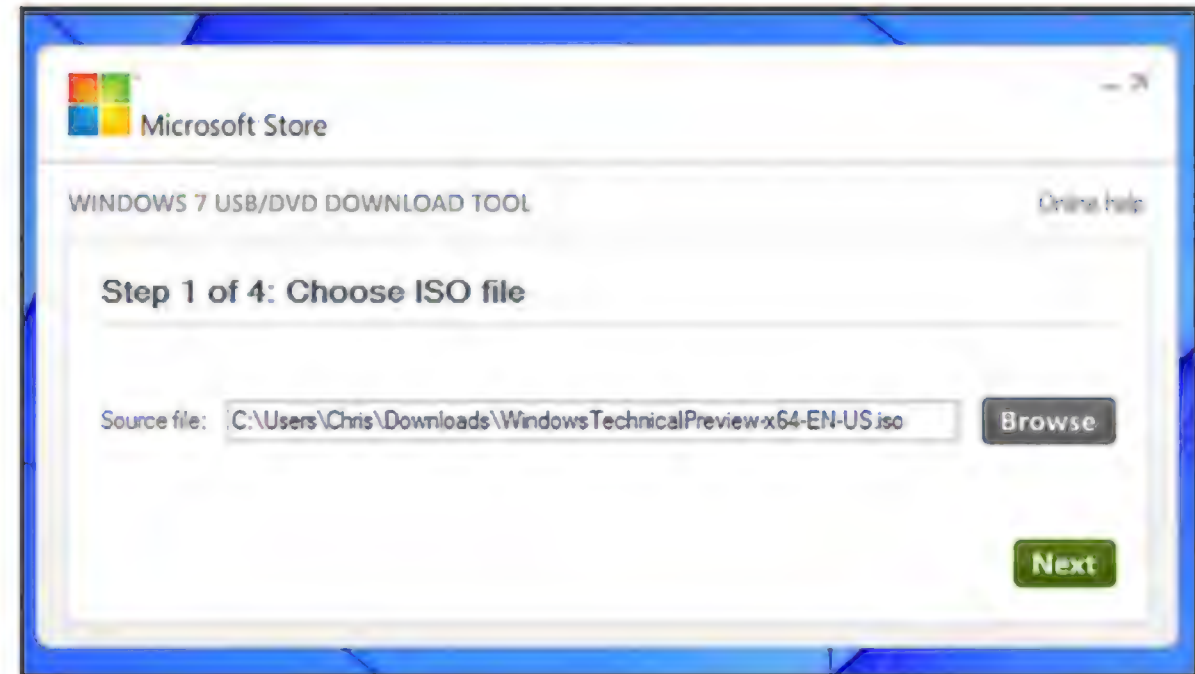 Microsoft Store
WINDOWS 7 USB/DVD DOWNLOAD TOOL
Online help
Step 1 of 4: Choose ISO file
Source file: C:\Users\Chris\Downloads\WindowsTechnicalPreview-x64-EN-US.iso
Browse
Next